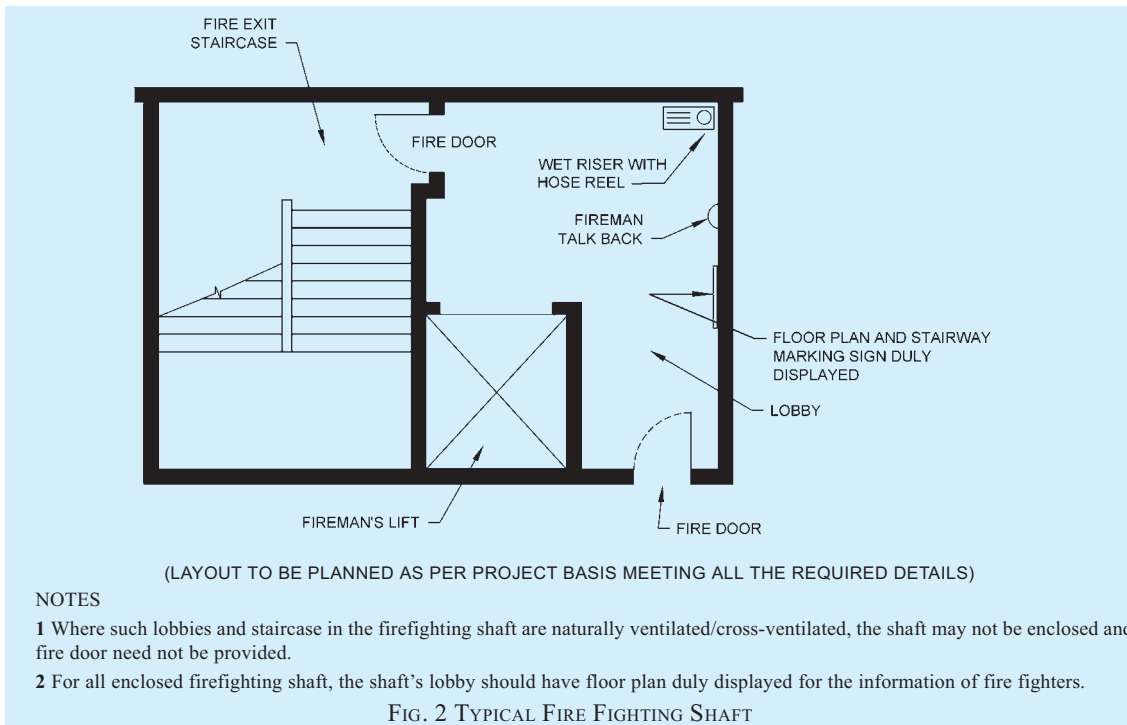 FIRE EXIT
STAIRCASE
FIRE DOOR
WET RISER WITH
HOSE REEL
FIREMAN
TALK BACK
FLOOR PLAN AND STAIRWAY
MARKING SIGN DULY
DISPLAYED
LOBBY
FIREMAN'S LIFT
FIRE DOOR
(LAYOUT TO BE PLANNED AS PER PROJECT BASIS MEETING ALL THE REQUIRED DETAILS)
NOTES
1 Where such lobbies and staircase in the firefighting shaft are naturally ventilated/cross-ventilated, the shaft may not be enclosed and
fire door need not be provided.
2 For all enclosed firefighting shaft, the shaft's lobby should have floor plan duly displayed for the information of fire fighters.
FIG. 2 TYPICAL FIRE FIGHTING SHAFT